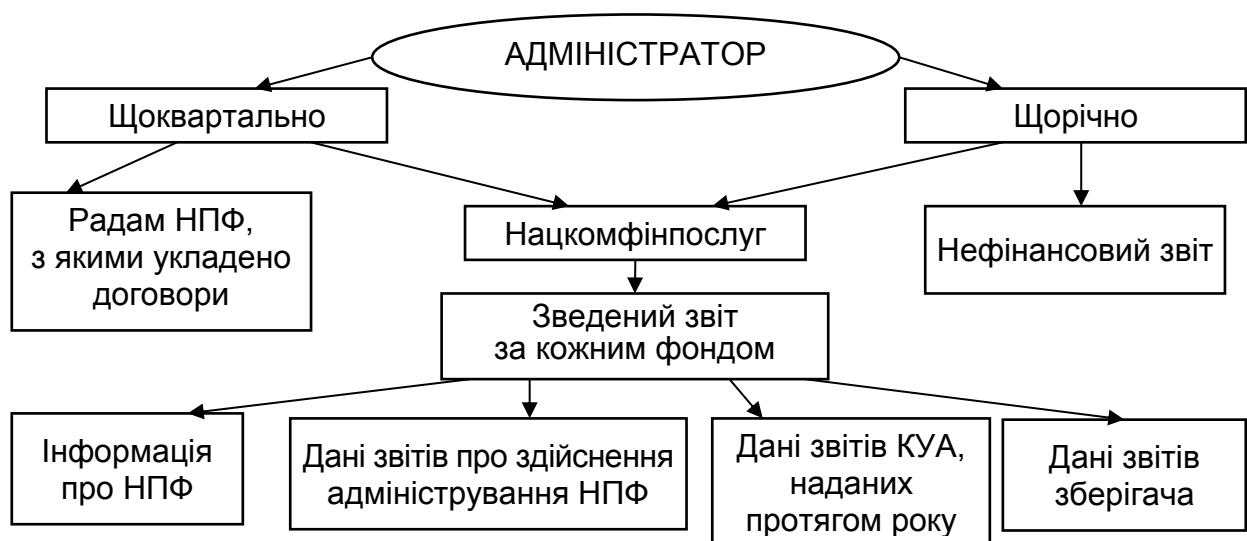 АДМІНІСТРАТОР
Щоквартально
Щорічно
Радам НПФ,
з якими укладено
договори
Нацкомфінпослуг
Нефінансовий звіт
Зведений звіт
за кожним фондом
Інформація
про НПФ
Дані звітів про здійснення
адміністрування НПФ
Дані звітів КУА,
наданих
протягом року
Дані звітів
зберігача